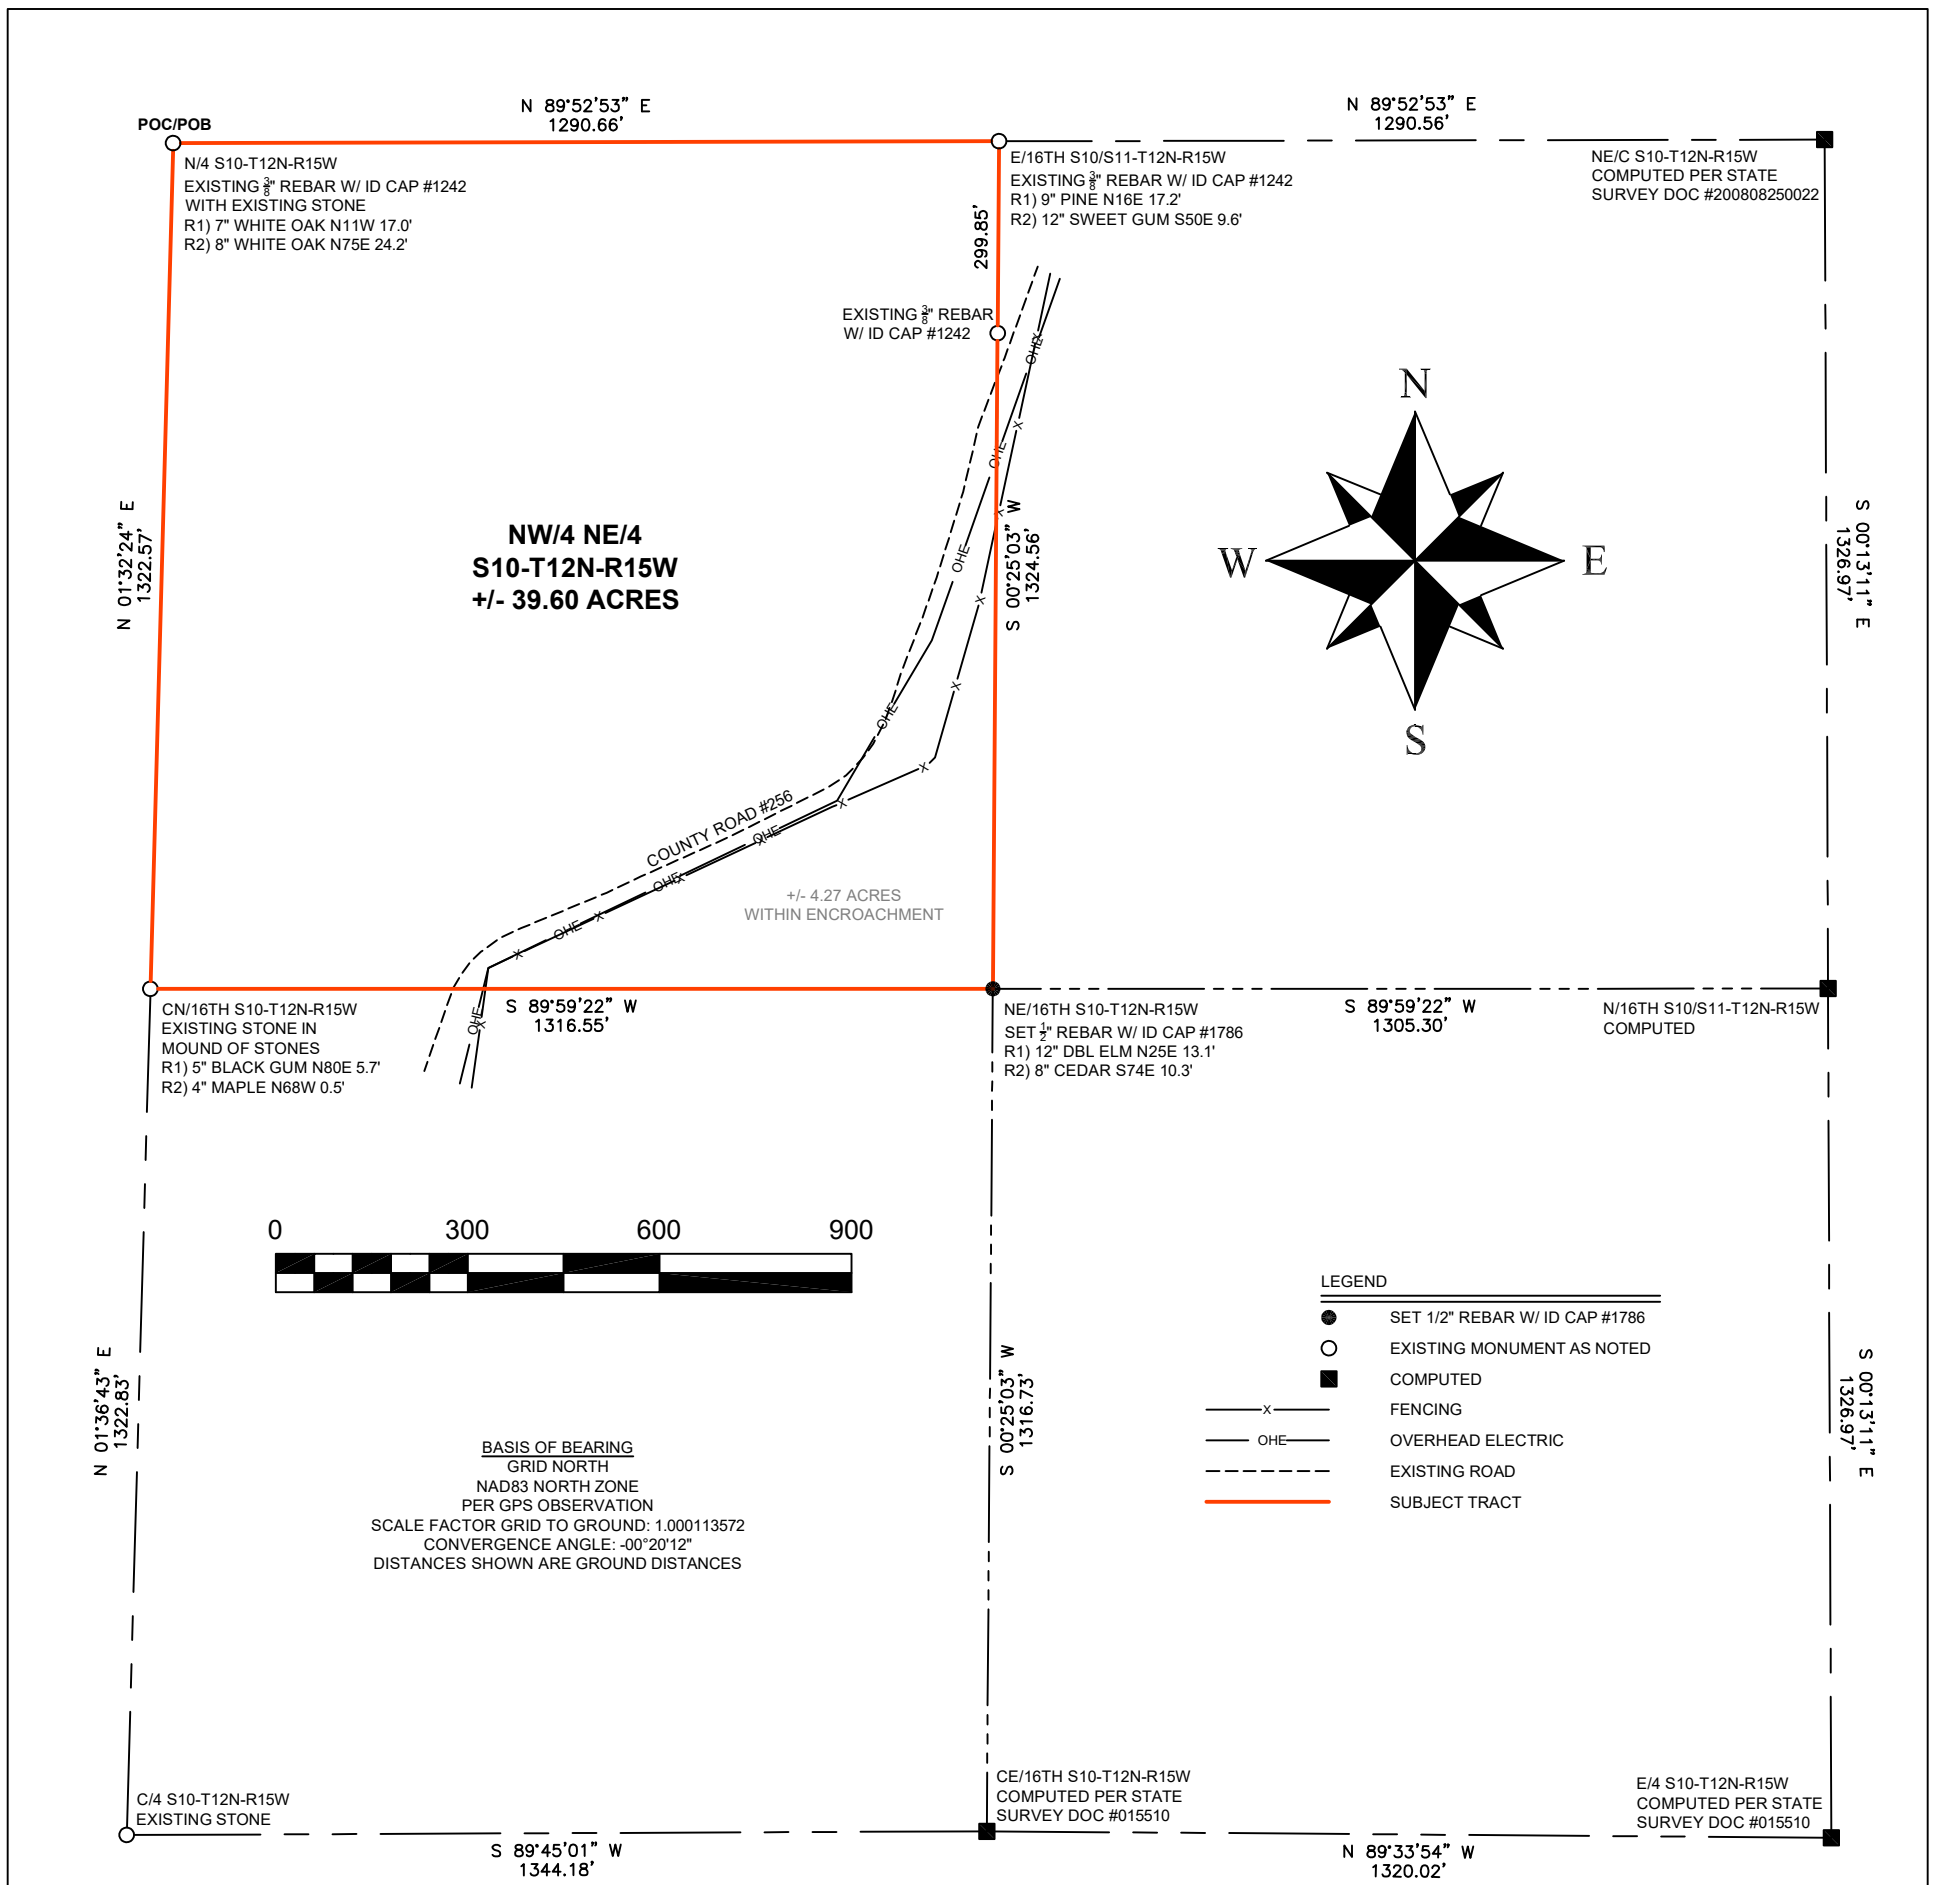 N 89°52'53" E
1290.66'
N 89°52'53" E
1290.56'
POC/POB
N/4 S10-T12N-R15W
EXISTING 3/8" REBAR W/ ID CAP #1242
WITH EXISTING STONE
R1) 7" WHITE OAK N11W 17.0'
R2) 8" WHITE OAK N75E 24.2'
E/16TH S10/S11-T12N-R15W
EXISTING 3/8" REBAR W/ ID CAP #1242
R1) 9" PINE N16E 17.2'
R2) 12" SWEET GUM S50E 9.6'
NE/C S10-T12N-R15W
COMPUTED PER STATE
SURVEY DOC #200808250022
299.85'
EXISTING 3/8" REBAR
W/ ID CAP #1242
OHE
X
N
W
E
S
OHE
X
NW/4 NE/4
S10-T12N-R15W
+/- 39.60 ACRES
N 01°32'24" E
1322.57'
S 00°25'03" W
1324.56'
S 00°13'11" E
1326.97'
OHE
X
X
OHE
X
X
COUNTY ROAD #256
OHE
X
OHE
X
X
OHE
X
+/- 4.27 ACRES
WITHIN ENCROACHMENT
OHE
X
CN/16TH S10-T12N-R15W
EXISTING STONE IN
MOUND OF STONES
R1) 5" BLACK GUM N80E 5.7'
R2) 4" MAPLE N68W 0.5'
S 89°59'22" W
1316.55'
NE/16TH S10-T12N-R15W
SET 1/2" REBAR W/ ID CAP #1786
R1) 12" DBL ELM N25E 13.1'
R2) 8" CEDAR S74E 10.3'
S 89°59'22" W
1305.30'
N/16TH S10/S11-T12N-R15W
COMPUTED
0 300 600 900
LEGEND
SET 1/2" REBAR W/ ID CAP #1786
EXISTING MONUMENT AS NOTED
COMPUTED
X FENCING
OHE OVERHEAD ELECTRIC
EXISTING ROAD
SUBJECT TRACT
N 01°36'43" E
1322.83'
S 00°25'03" W
1316.73'
S 00°13'11" E
1326.97'
BASIS OF BEARING
GRID NORTH
NAD83 NORTH ZONE
PER GPS OBSERVATION
SCALE FACTOR GRID TO GROUND: 1.000113572
CONVERGENCE ANGLE: -00°20'12"
DISTANCES SHOWN ARE GROUND DISTANCES
C/4 S10-T12N-R15W
EXISTING STONE
CE/16TH S10-T12N-R15W
COMPUTED PER STATE
SURVEY DOC #015510
E/4 S10-T12N-R15W
COMPUTED PER STATE
SURVEY DOC #015510
S 89°45'01" W
1344.18'
N 89°33'54" W
1320.02'